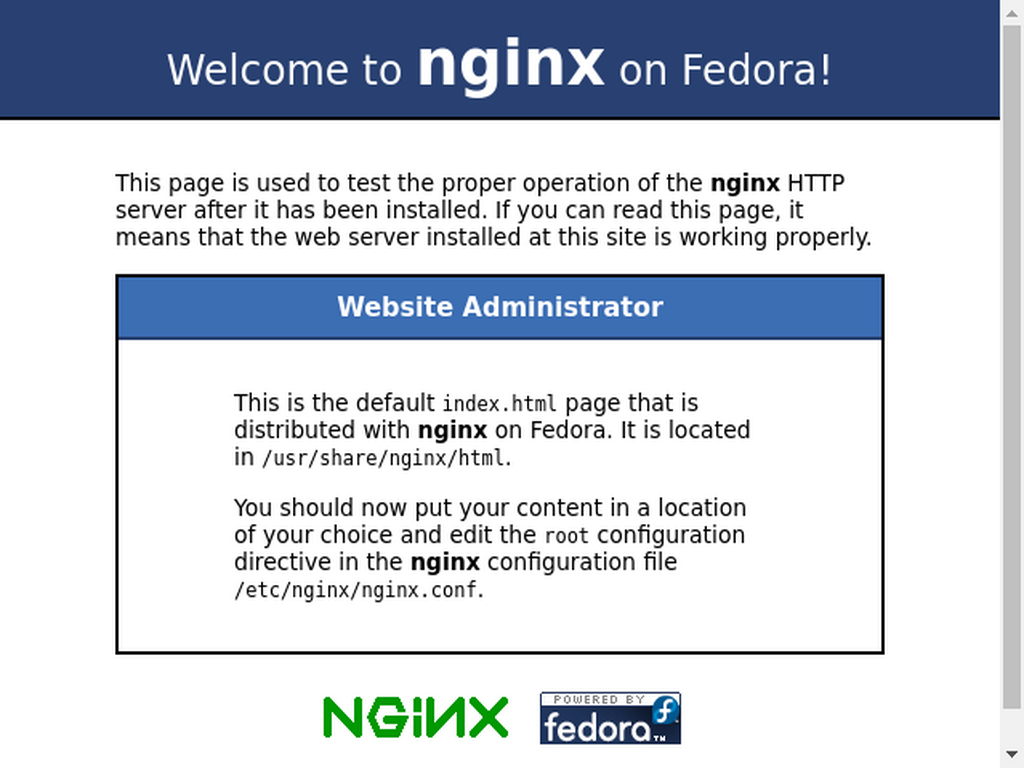 Welcome to nginx on Fedora!
This page is used to test the proper operation of the nginx HTTP
server after it has been installed. If you can read this page, it
means that the web server installed at this site is working properly.
Website Administrator
This is the default index.html page that is
distributed with nginx on Fedora. It is located
in /usr/share/nginx/html.
You should now put your content in a location
of your choice and edit the root configuration
directive in the nginx configuration file
/etc/nginx/nginx.conf.
NGINX
POWERED BY
fedora™